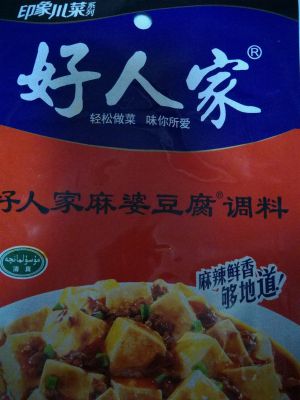 印象川菜系列
好人家®
轻松做菜 味你所爱
好人家麻婆豆腐®调料
مۇسۇلمانچە
清真
麻辣鲜香
够地道!